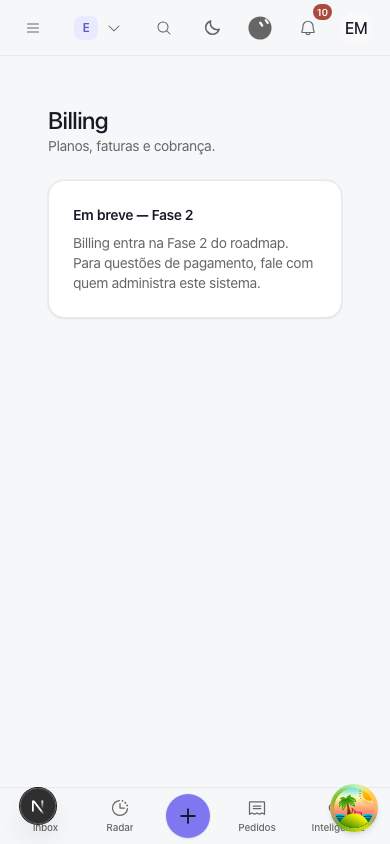 E
10
EM
Billing
Planos, faturas e cobrança.
Em breve — Fase 2
Billing entra na Fase 2 do roadmap.
Para questões de pagamento, fale com
quem administra este sistema.
N
Inbox
Radar
Pedidos